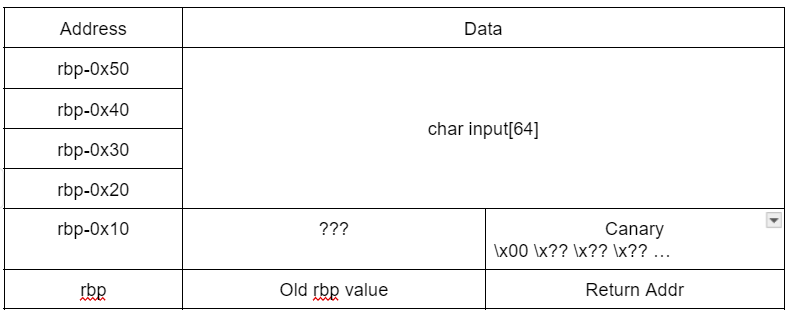 Address Data
rbp-0x50
rbp-0x40
char input[64]
rbp-0x30
rbp-0x20
rbp-0x10 ??? Canary
\x00 \x?? \x?? \x?? …
rbp Old rbp value Return Addr